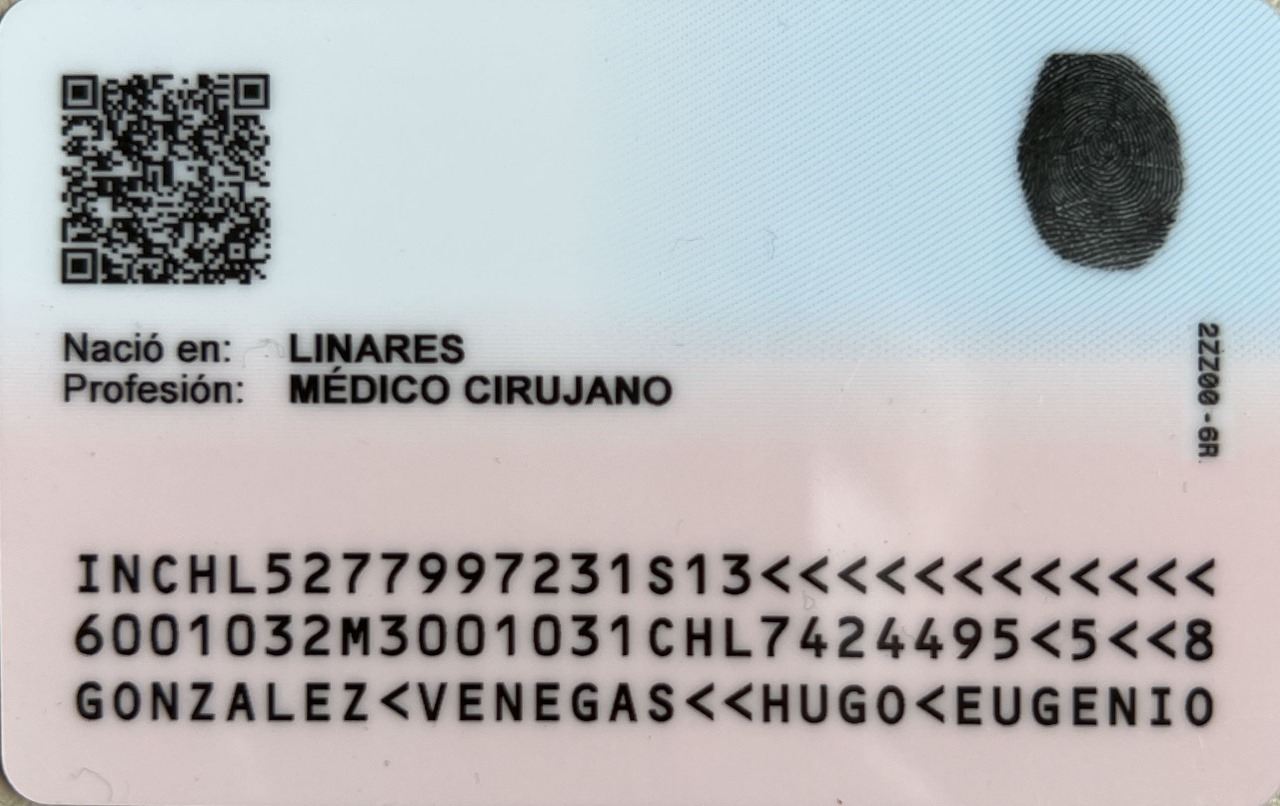 Nació en: LINARES
Profesión: MÉDICO CIRUJANO
2ZZ00-6R
INCHL5277997231S13<<<<<<<<<<<<
6001032M3001031CHL7424495<5<<8
GONZALEZ<VENEGAS<<HUGO<EUGENIO